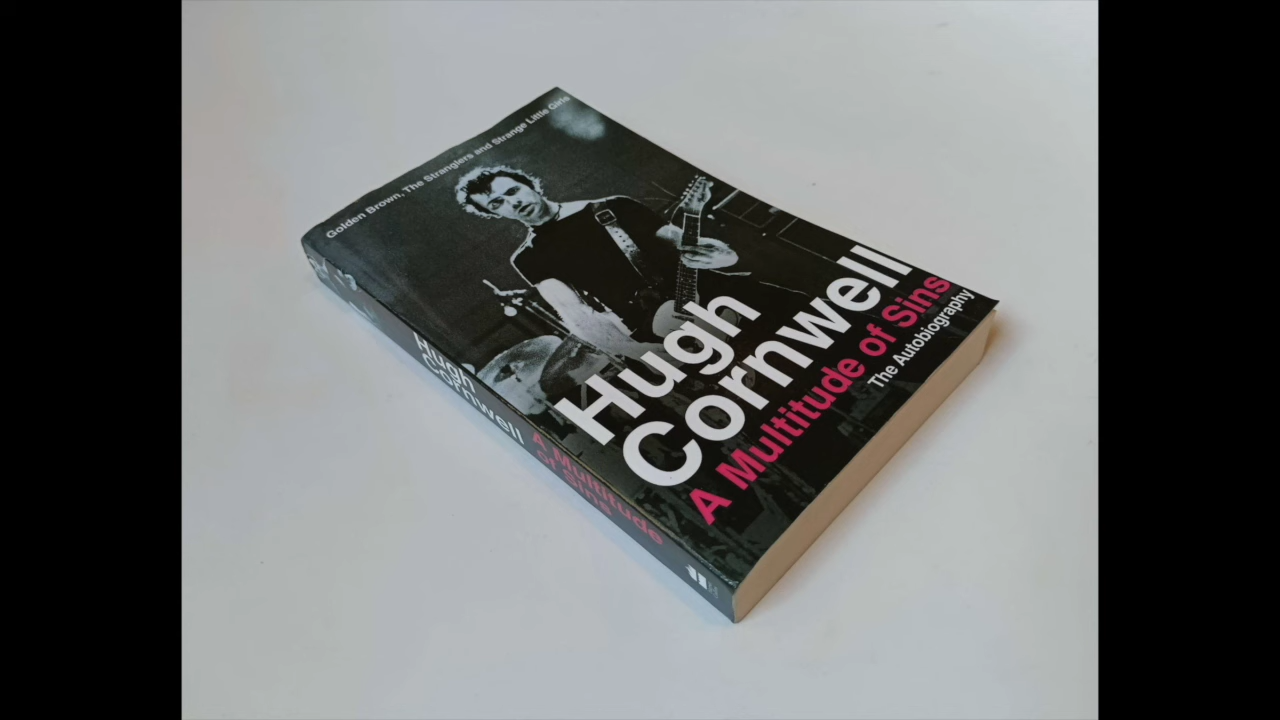 Golden Brown, The Stranglers and Strange Little Girls
Hugh
Cornwell
A Multitude of Sins
The Autobiography
Hugh
Cornwell
A Multitude
of Sins